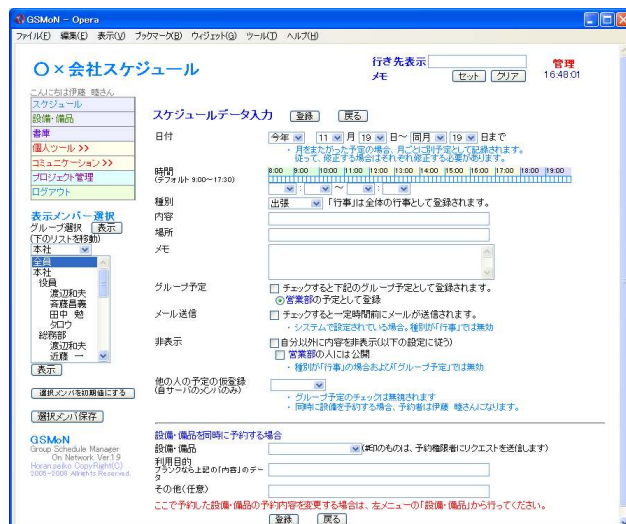 GSMoN - Opera
ファイル(F) 編集(E) 表示(V) ブックマーク(B) ウィジェット(G) ツール(T) ヘルプ(H)
〇×会社スケジュール
行き先表示
メモ
セット
クリア
管理
16:48:01
こんにちは伊藤 睦さん
スケジュール
設備・備品
書庫
個人ツール >>
コミュニケーション >>
プロジェクト管理
ログアウト
表示メンバー選択
グループ選択 表示
(下のリストを移動)
本社
全員
本社
役員
渡辺和夫
斉藤昌義
田中 勉
タロウ
総務部
渡辺和夫
近藤 一
表示
選択メンバを初期値にする
選択メンバ保存
GSMoN
Group Schedule Manager
On Network Ver.1.9
Horan seiko CopyRight(C)
2005-2008 Allrights Reserved.
スケジュールデータ入力 登録 戻る
日付 今年 11 月 19 日～ 同月 19 日まで
・月をまたがった予定の場合、月ごとに別予定として記録されます。
従って、修正する場合はそれぞれ修正する必要があります。
時間
(デフォルト 9:00～17:30)
8:00 9:00 10:00 11:00 12:00 13:00 14:00 15:00 16:00 17:00 18:00 19:00
: ～ :
種別 出張 「行事」は全体の行事として登録されます。
内容
場所
メモ
グループ予定 チェックすると下記のグループ予定として登録されます。
営業部の予定として登録
メール送信 チェックすると一定時間前にメールが送信されます。
・システムで設定されている場合。種別が「行事」では無効
非表示 自分以外に内容を非表示(以下の設定に従う)
営業部の人には公開
・種別が「行事」の場合および「グループ予定」では無効
他の人の予定の仮登録
(自サーバのメンバのみ)
・グループ予定のチェックは無視されます
・同時に設備を予約する場合、予約者は伊藤 睦さんになります。
設備・備品を同時に予約する場合
設備・備品 (#印のものは、予約権限者にリクエストを送信します)
利用目的
ブランクなら上記の「内容」のデータ
その他(任意)
ここで予約した設備・備品の予約内容を変更する場合は、左メニューの「設備・備品」から行ってください。
登録 戻る